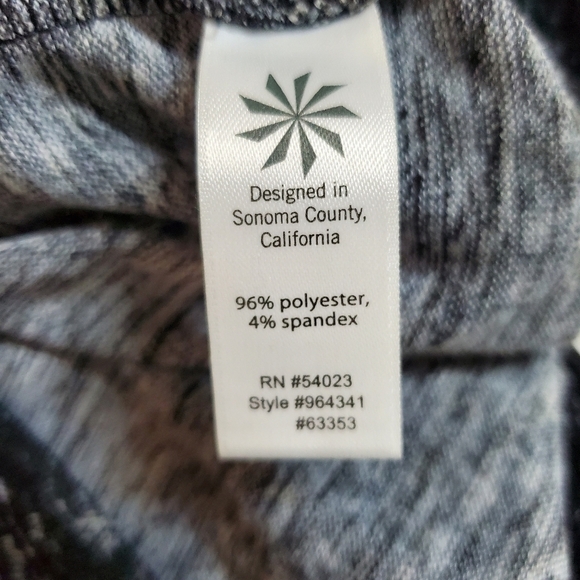 Designed in
Sonoma County,
California
96% polyester,
4% spandex
RN #54023
Style #964341
#63353